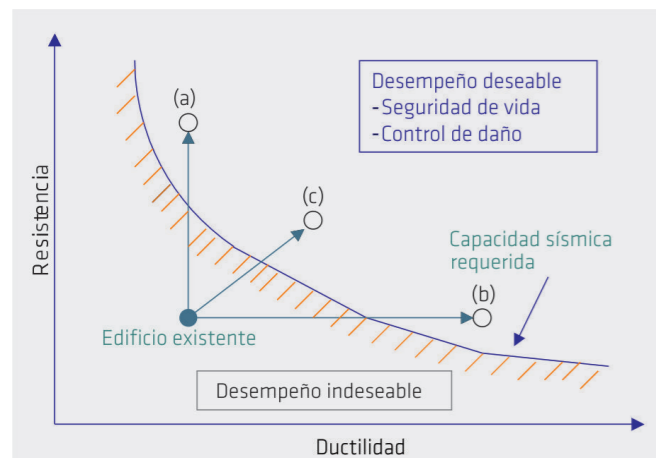 Desempeño deseable
-Seguridad de vida
-Control de daño
(a)
(c)
Capacidad sísmica
requerida
(b)
Resistencia
Edificio existente
Desempeño indeseable
Ductilidad